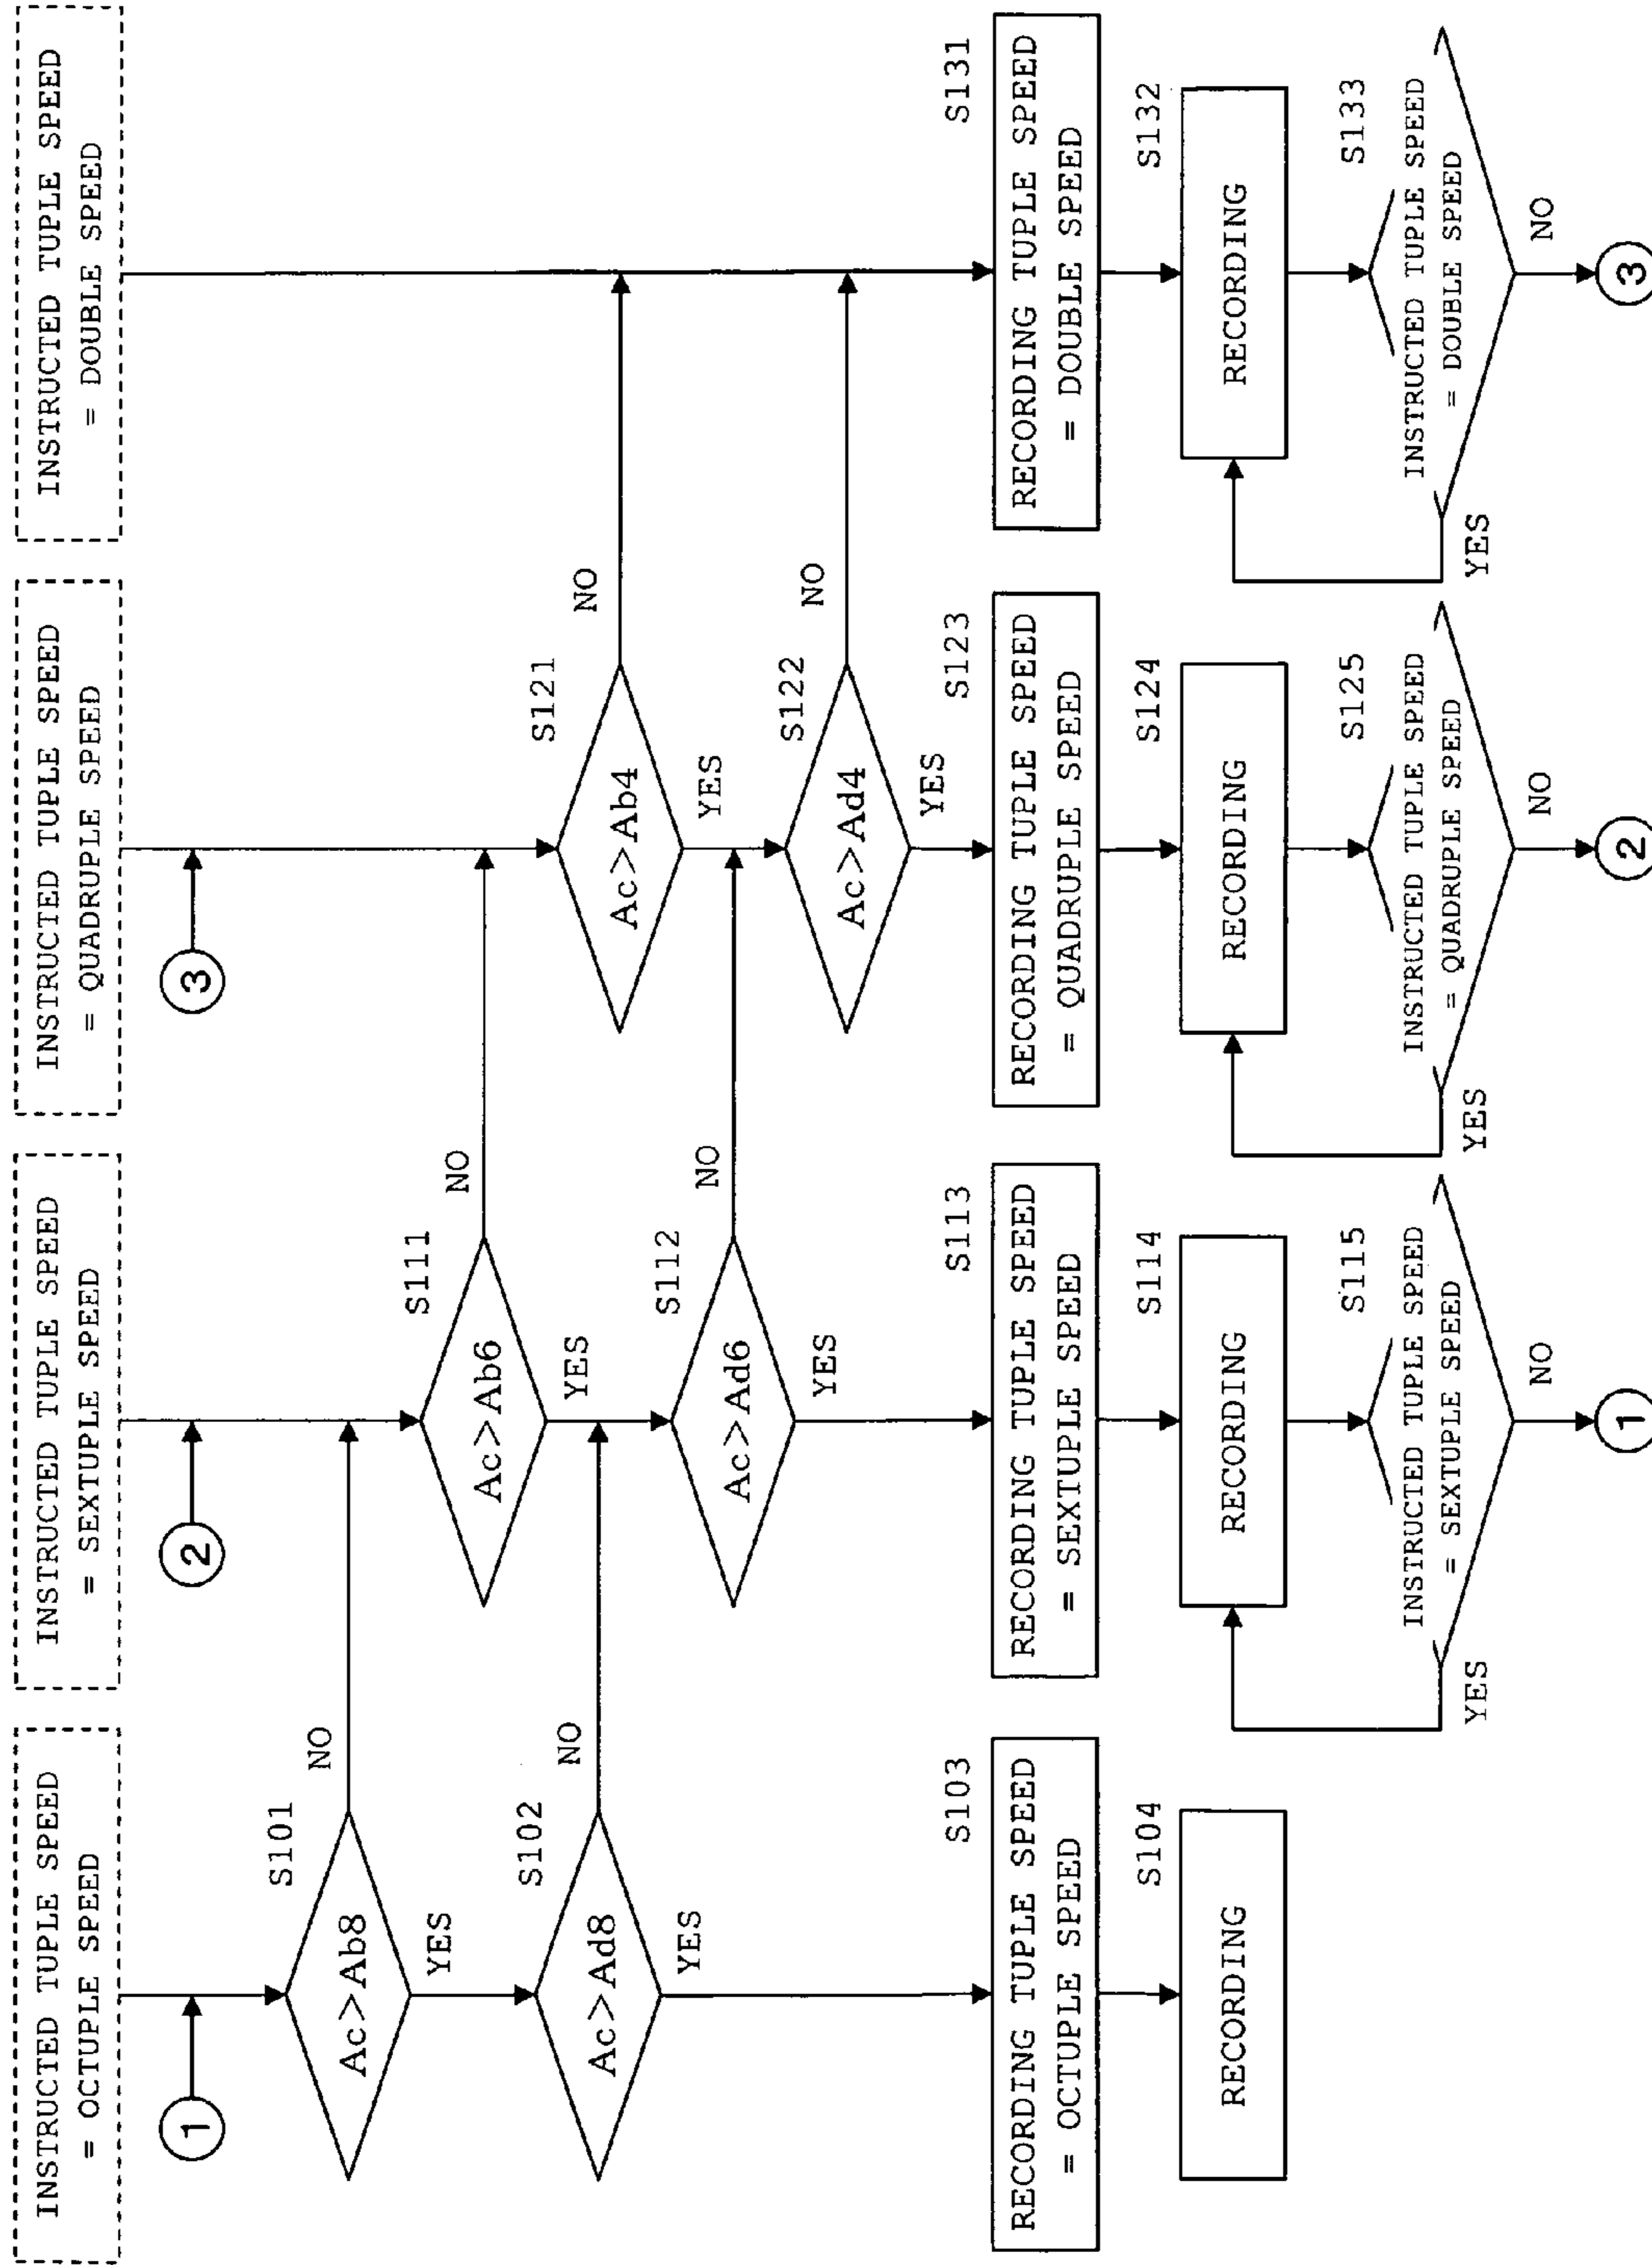 INSTRUCTED TUPLE SPEED
= OCTUPLE SPEED
1
S101
Ac>Ab8
NO
YES
S102
Ac>Ad8
NO
YES
S103
RECORDING TUPLE SPEED
= OCTUPLE SPEED
S104
RECORDING
INSTRUCTED TUPLE SPEED
= SEXTUPLE SPEED
2
S111
Ac>Ab6
NO
YES
S112
Ac>Ad6
NO
YES
S113
RECORDING TUPLE SPEED
= SEXTUPLE SPEED
S114
RECORDING
S115
INSTRUCTED TUPLE SPEED
= SEXTUPLE SPEED
YES
NO
1
INSTRUCTED TUPLE SPEED
= QUADRUPLE SPEED
3
S121
Ac>Ab4
NO
YES
S122
Ac>Ad4
NO
YES
S123
RECORDING TUPLE SPEED
= QUADRUPLE SPEED
S124
RECORDING
S125
INSTRUCTED TUPLE SPEED
= QUADRUPLE SPEED
YES
NO
2
INSTRUCTED TUPLE SPEED
= DOUBLE SPEED
S131
RECORDING TUPLE SPEED
= DOUBLE SPEED
S132
RECORDING
S133
INSTRUCTED TUPLE SPEED
= DOUBLE SPEED
YES
NO
3